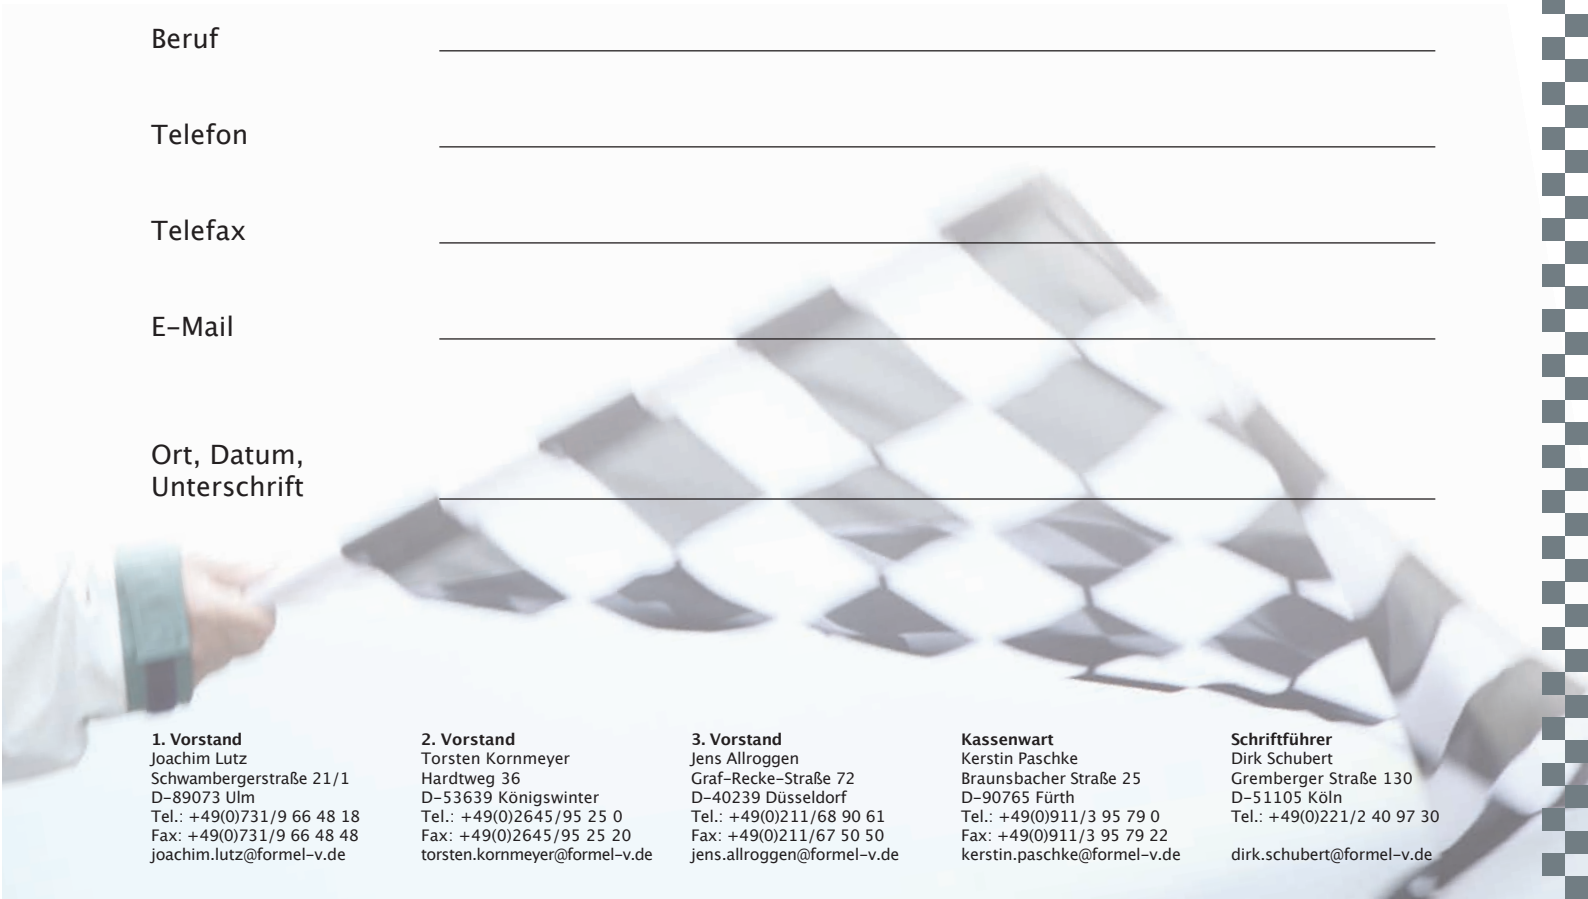 Beruf
Telefon
Telefax
E-Mail
Ort, Datum,
Unterschrift
1. Vorstand
Joachim Lutz
Schwambergerstraße 21/1
D-89073 Ulm
Tel.: +49(0)731/9 66 48 18
Fax: +49(0)731/9 66 48 48
joachim.lutz@formel-v.de
2. Vorstand
Torsten Kornmeyer
Hardtweg 36
D-53639 Königswinter
Tel.: +49(0)2645/95 25 0
Fax: +49(0)2645/95 25 20
torsten.kornmeyer@formel-v.de
3. Vorstand
Jens Allroggen
Graf-Recke-Straße 72
D-40239 Düsseldorf
Tel.: +49(0)211/68 90 61
Fax: +49(0)211/67 50 50
jens.allroggen@formel-v.de
Kassenwart
Kerstin Paschke
Braunsbacher Straße 25
D-90765 Fürth
Tel.: +49(0)911/3 95 79 0
Fax: +49(0)911/3 95 79 22
kerstin.paschke@formel-v.de
Schriftführer
Dirk Schubert
Gremberger Straße 130
D-51105 Köln
Tel.: +49(0)221/2 40 97 30
dirk.schubert@formel-v.de